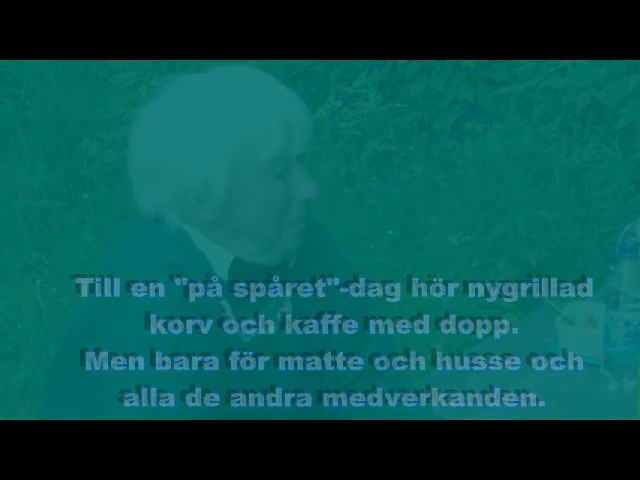 Till en "på spåret"-dag hör nygrillad
korv och kaffe med dopp.
Men bara för matte och husse och
alla de andra medverkanden.